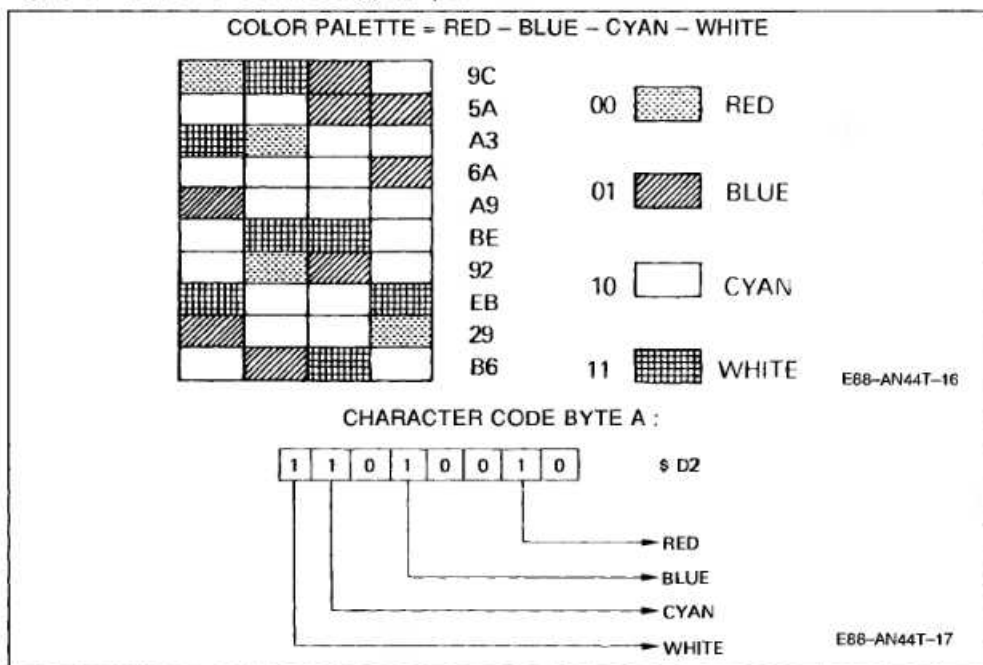 COLOR PALETTE = RED – BLUE – CYAN – WHITE
9C
5A
A3
6A
A9
BE
92
EB
29
B6
00 RED
01 BLUE
10 CYAN
11 WHITE
E88–AN44T–16
CHARACTER CODE BYTE A :
1 1 0 1 0 0 1 0 $ D2
RED
BLUE
CYAN
WHITE
E88–AN44T–17